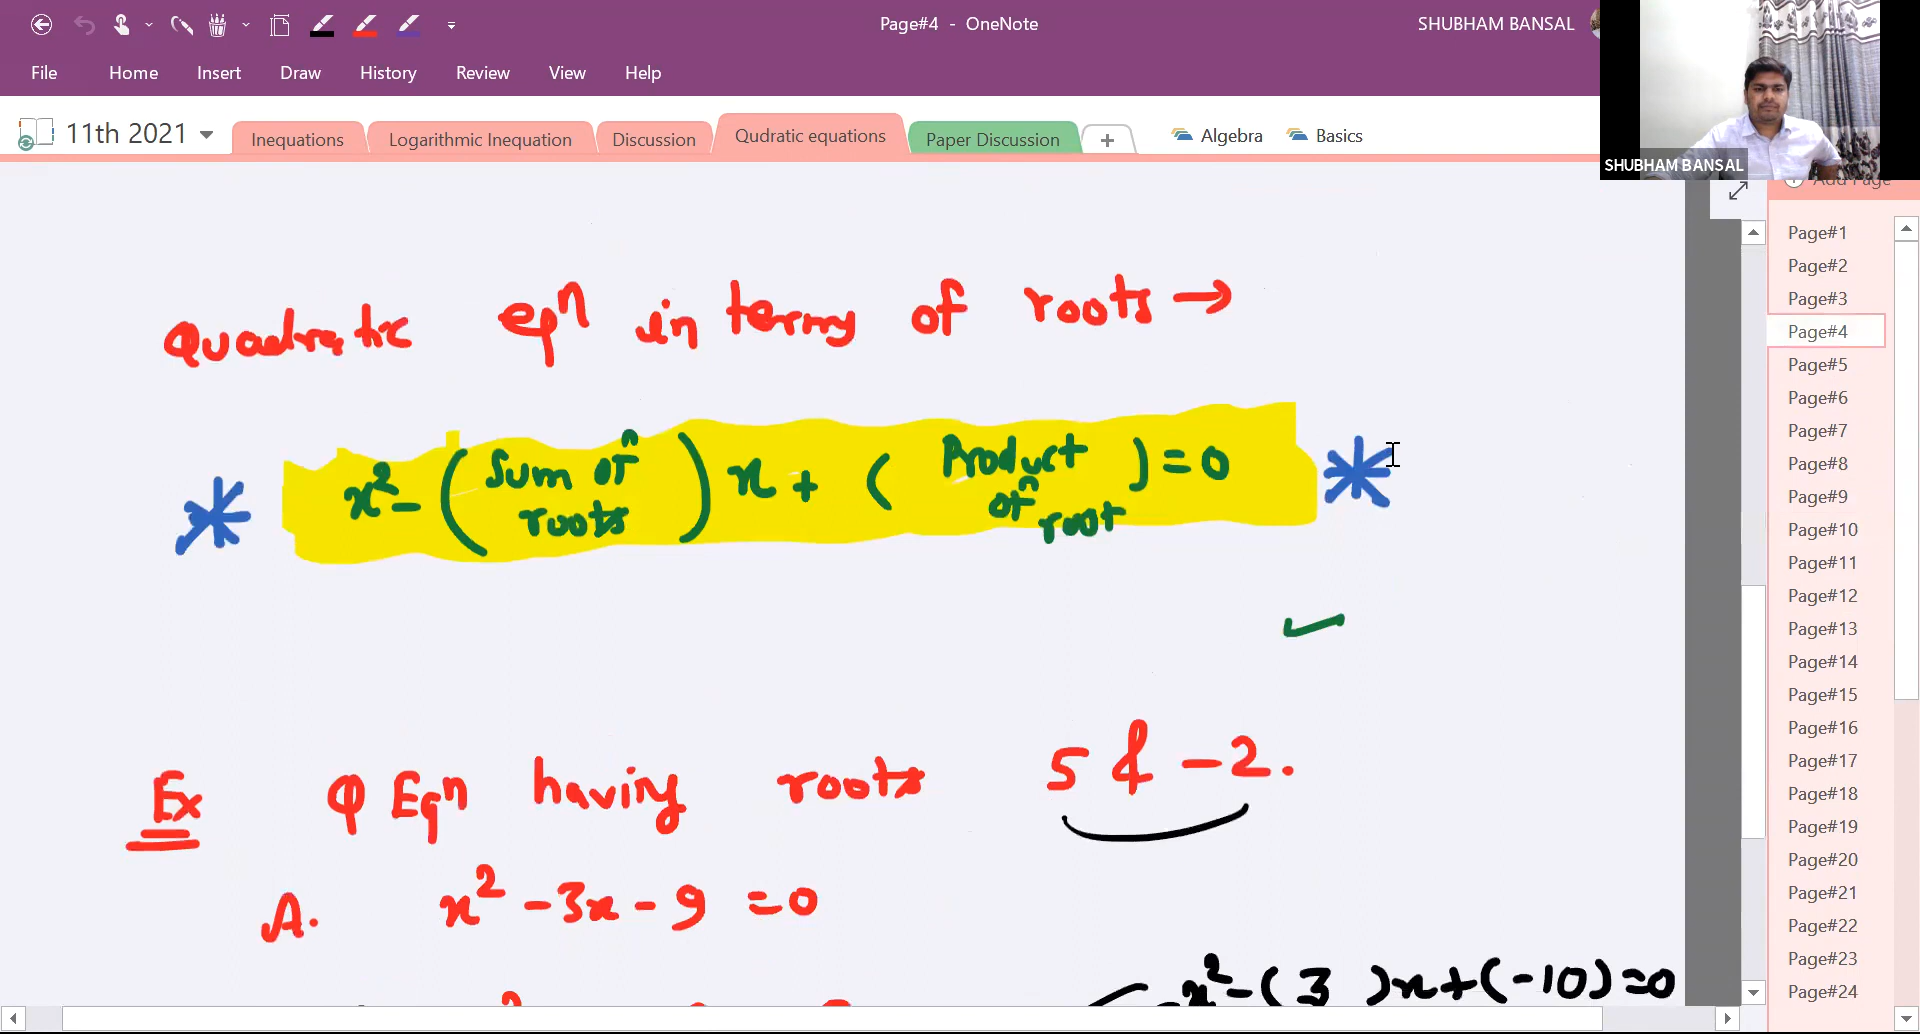 Page#4 - OneNote
SHUBHAM BANSAL
File Home Insert Draw History Review View Help
11th 2021
Inequations
Logarithmic Inequation
Discussion
Qudratic equations
Paper Discussion
+
Algebra
Basics
SHUBHAM BANSAL
Add Page
Quadratic eqⁿ in terms of roots →
* x² - (Sum of roots) x + (Product of root) = 0 *
✓
Ex Q Eqⁿ having roots 5 & -2.
A. x² - 3x - 9 = 0
x² - (3 )x + (-10) = 0
Page#1
Page#2
Page#3
Page#4
Page#5
Page#6
Page#7
Page#8
Page#9
Page#10
Page#11
Page#12
Page#13
Page#14
Page#15
Page#16
Page#17
Page#18
Page#19
Page#20
Page#21
Page#22
Page#23
Page#24